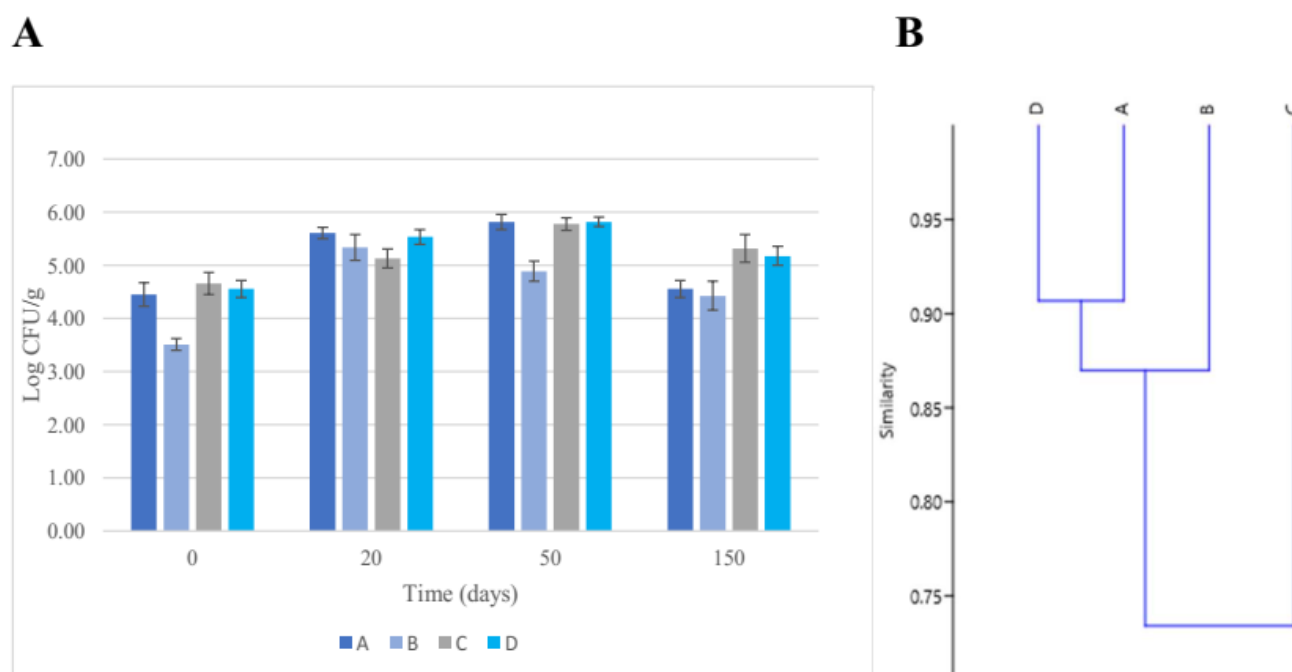 A
B
7.00
6.00
5.00
4.00
3.00
2.00
1.00
0.00
Log CFU/g
0 20 50 150
Time (days)
A B C D
D A B C
0.95
0.90
0.85
0.80
0.75
Similarity